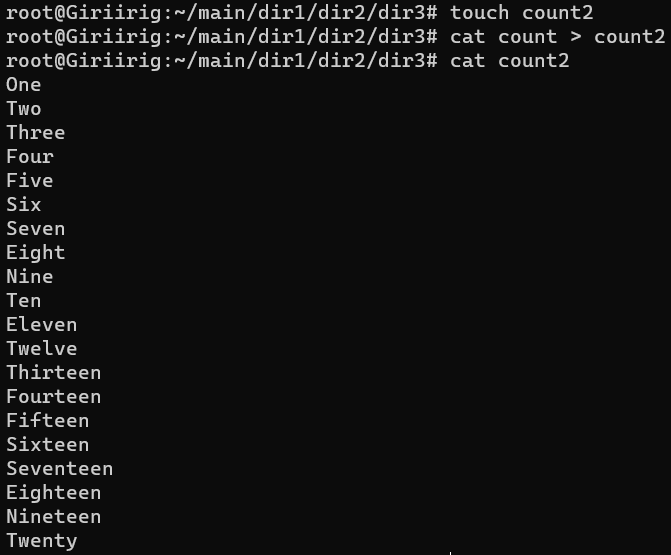 root@Giriirig:~/main/dir1/dir2/dir3# touch count2
root@Giriirig:~/main/dir1/dir2/dir3# cat count > count2
root@Giriirig:~/main/dir1/dir2/dir3# cat count2
One
Two
Three
Four
Five
Six
Seven
Eight
Nine
Ten
Eleven
Twelve
Thirteen
Fourteen
Fifteen
Sixteen
Seventeen
Eighteen
Nineteen
Twenty